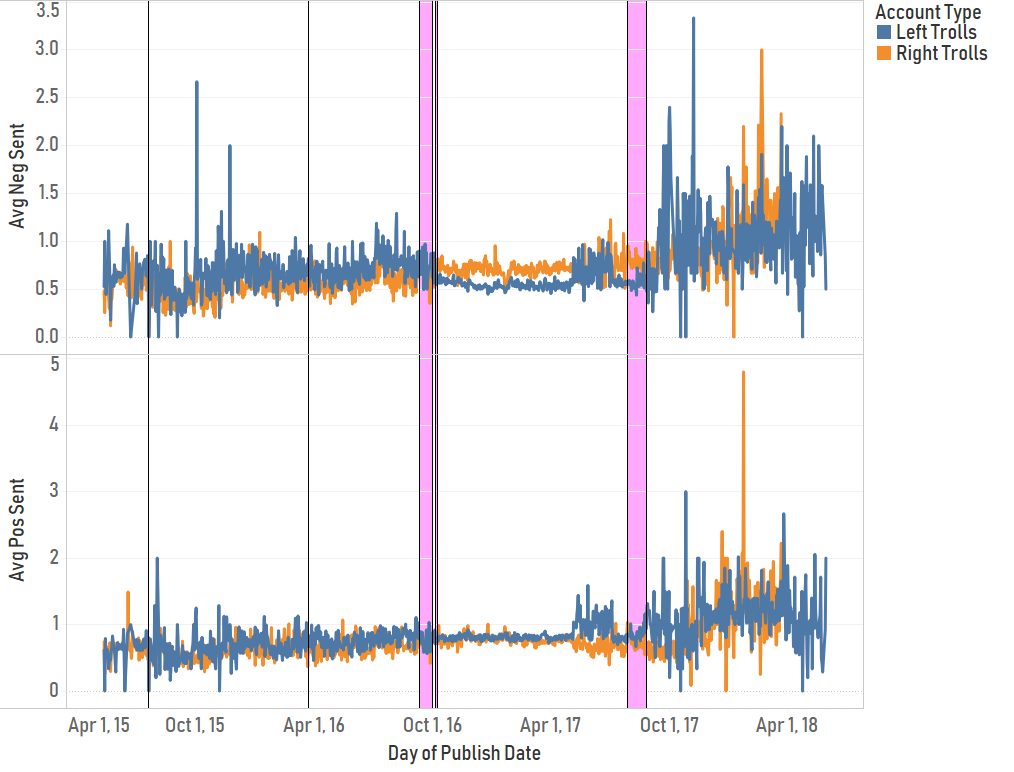 Account Type
Left Trolls
Right Trolls
Avg Neg Sent
3.5
3.0
2.5
2.0
1.5
1.0
0.5
0.0
Avg Pos Sent
5
4
3
2
1
0
Apr 1, 15 Oct 1, 15 Apr 1, 16 Oct 1, 16 Apr 1, 17 Oct 1, 17 Apr 1, 18
Day of Publish Date